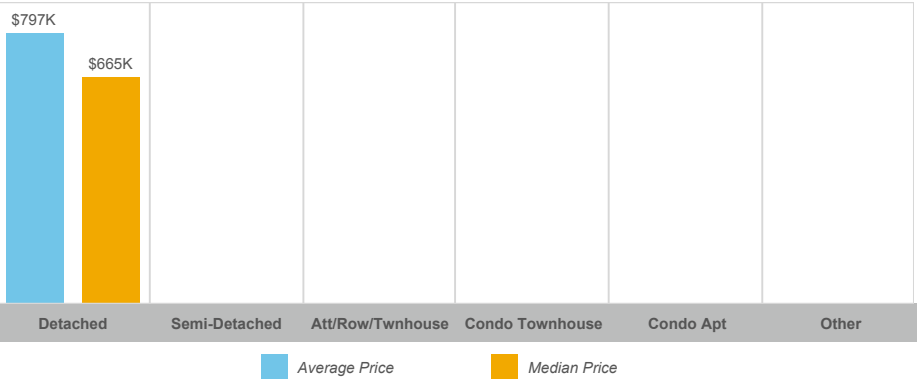 $797K
$665K
Detached Semi-Detached Att/Row/Twnhouse Condo Townhouse Condo Apt Other
Average Price Median Price